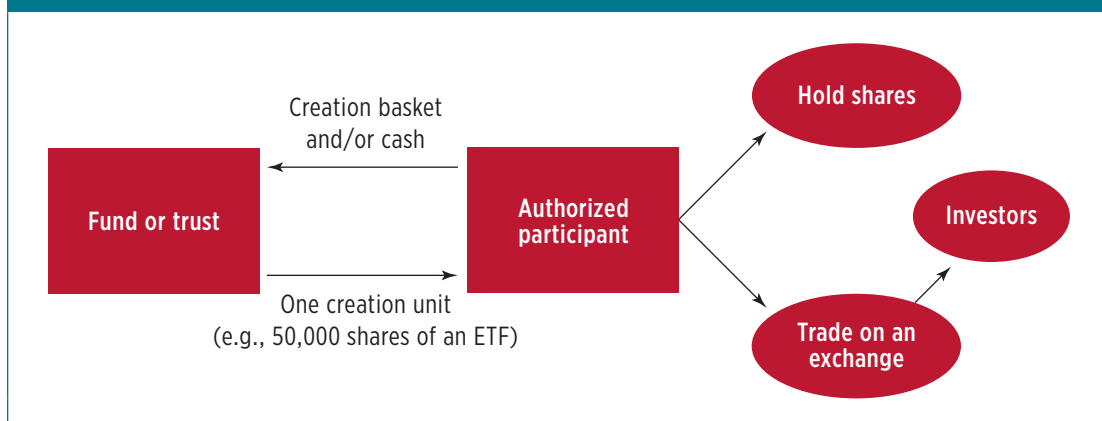 Creation basket
and/or cash
Fund or trust
Authorized
participant
One creation unit
(e.g., 50,000 shares of an ETF)
Hold shares
Investors
Trade on an
exchange